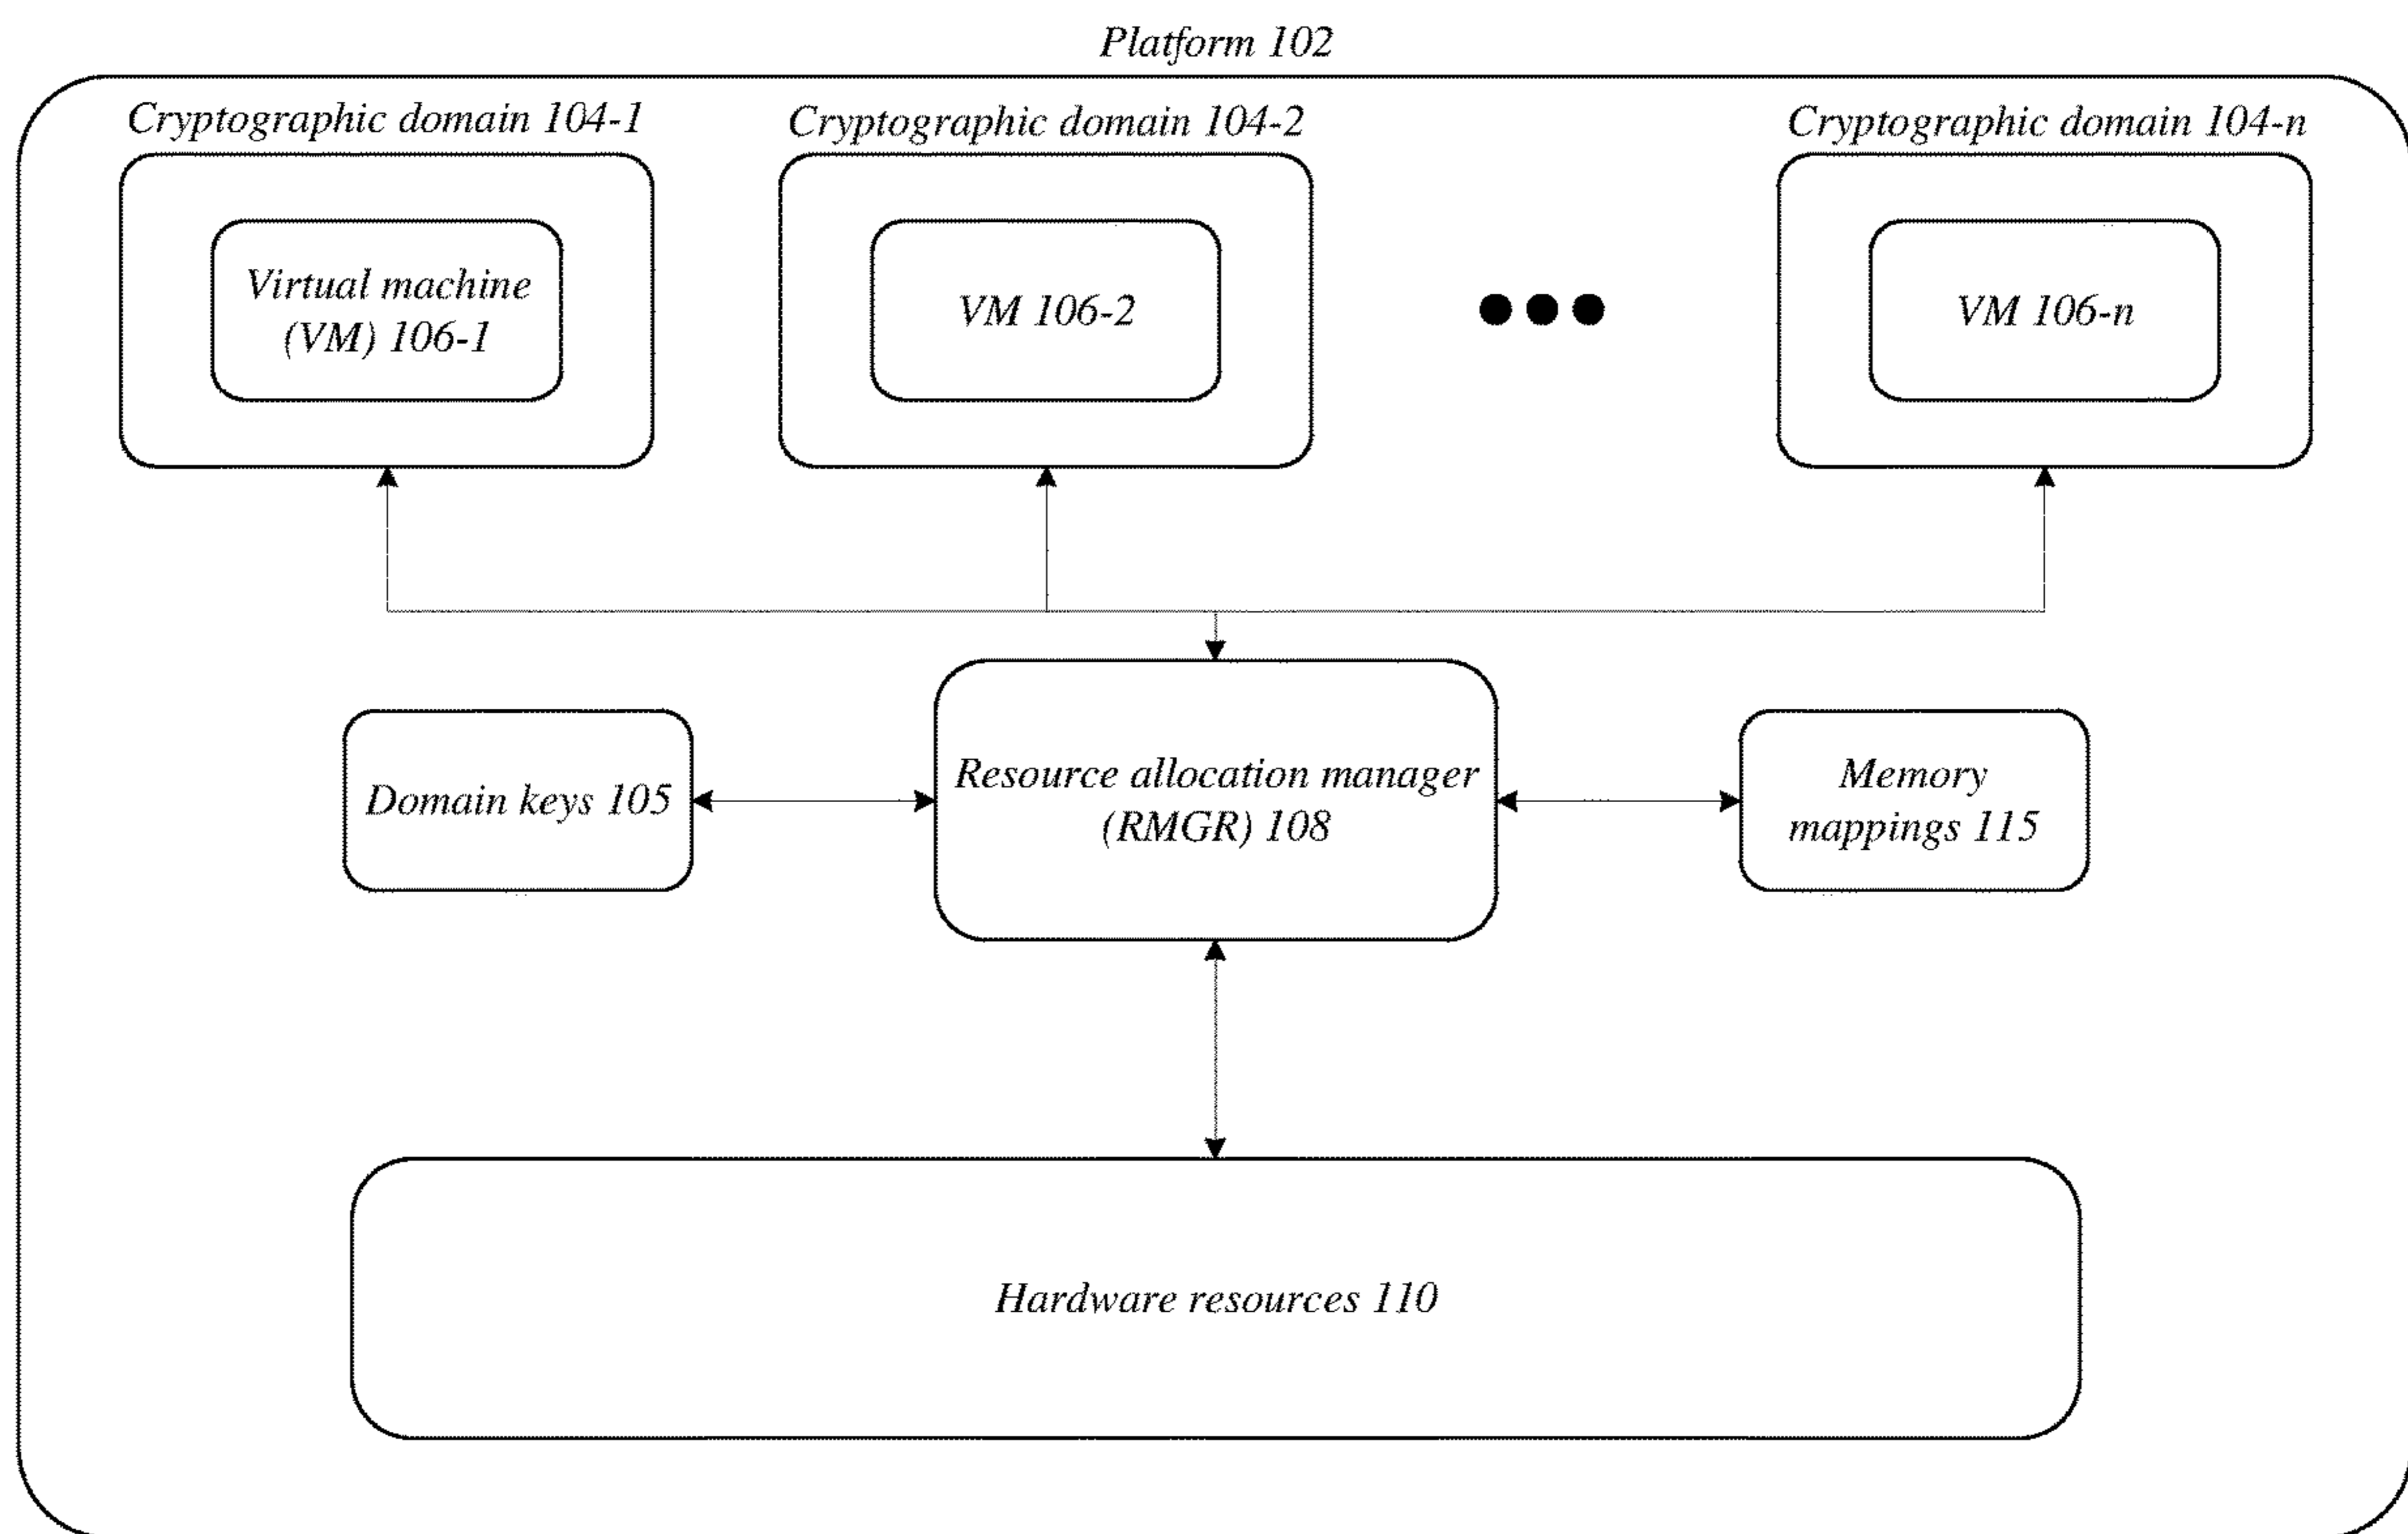 Platform 102
Cryptographic domain 104-1
Cryptographic domain 104-2
Cryptographic domain 104-n
Virtual machine
(VM) 106-1
VM 106-2
VM 106-n
Domain keys 105
Resource allocation manager
(RMGR) 108
Memory
mappings 115
Hardware resources 110